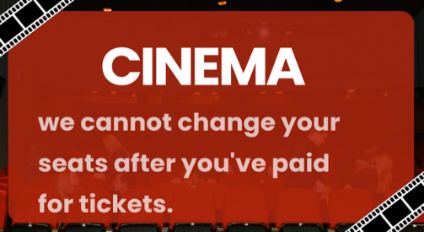 CINEMA
we cannot change your
seats after you've paid
for tickets.